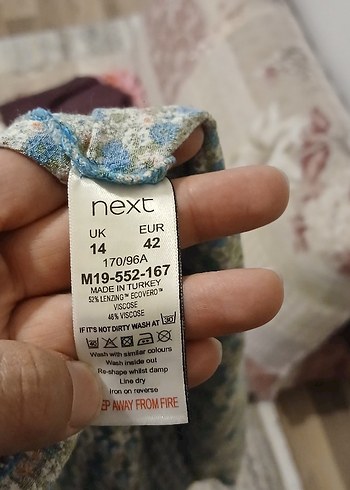 next
UK EUR
14 42
170/96A
M19-552-167
MADE IN TURKEY
52% LENZING™ ECOVERO™
VISCOSE
48% VISCOSE
IF IT'S NOT DIRTY WASH AT 30
Wash with similar colours
Wash inside out
Re-shape whilst damp
Line dry
Iron on reverse
EP AWAY FROM FIRE